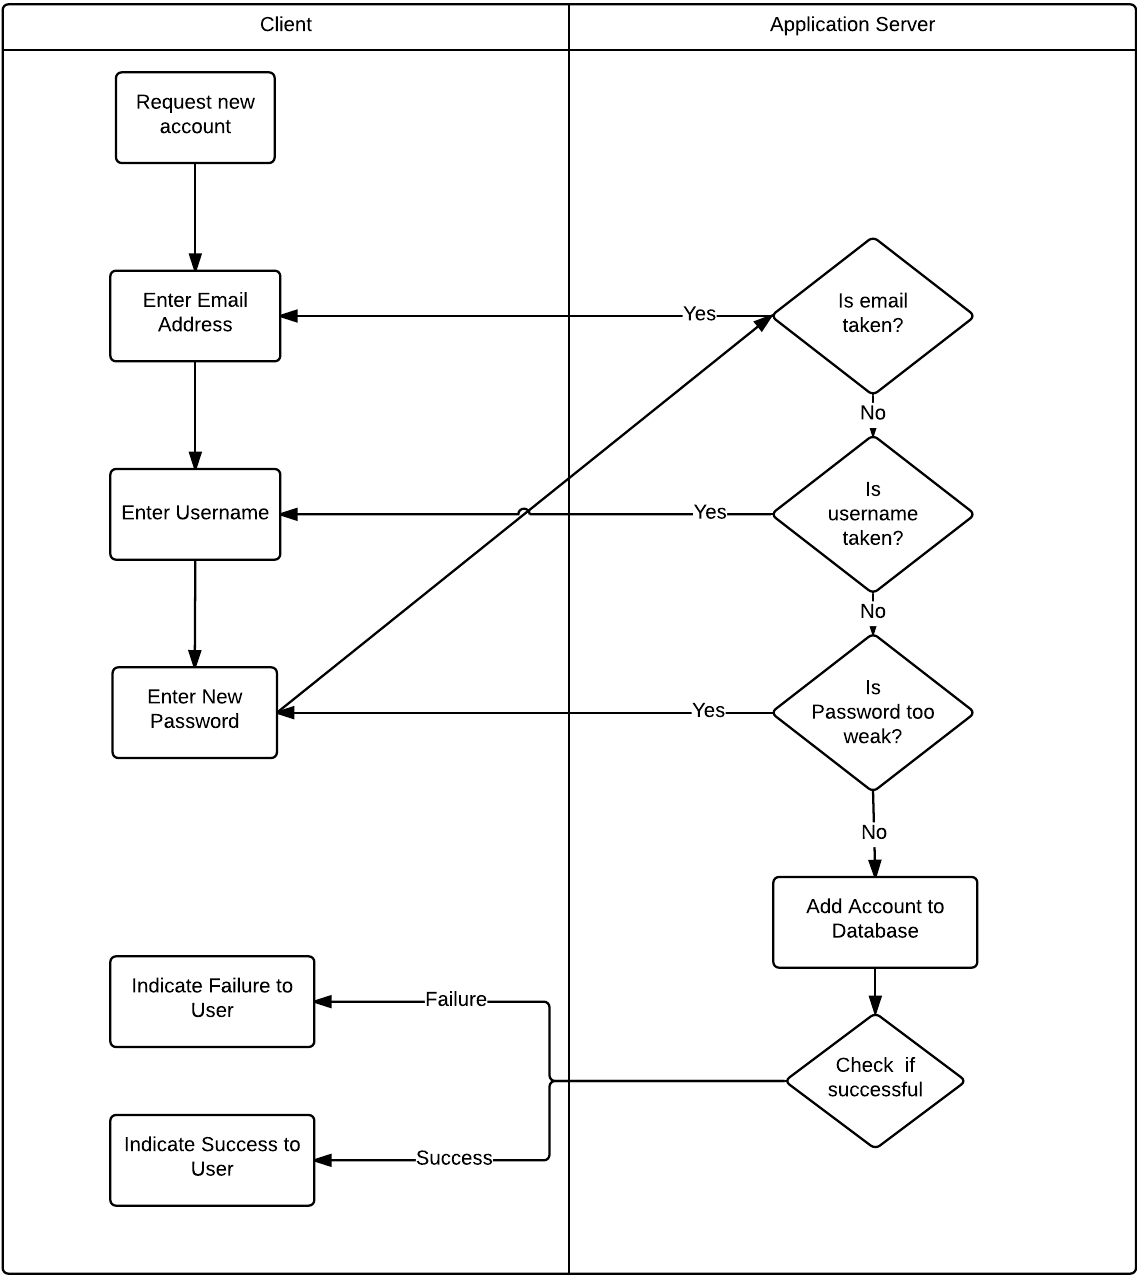 Client
Application Server
Request new
account
Enter Email
Address
Yes
Is email
taken?
No
Enter Username
Yes
Is
username
taken?
No
Enter New
Password
Yes
Is
Password too
weak?
No
Add Account to
Database
Indicate Failure to
User
Failure
Check  if
successful
Indicate Success to
User
Success